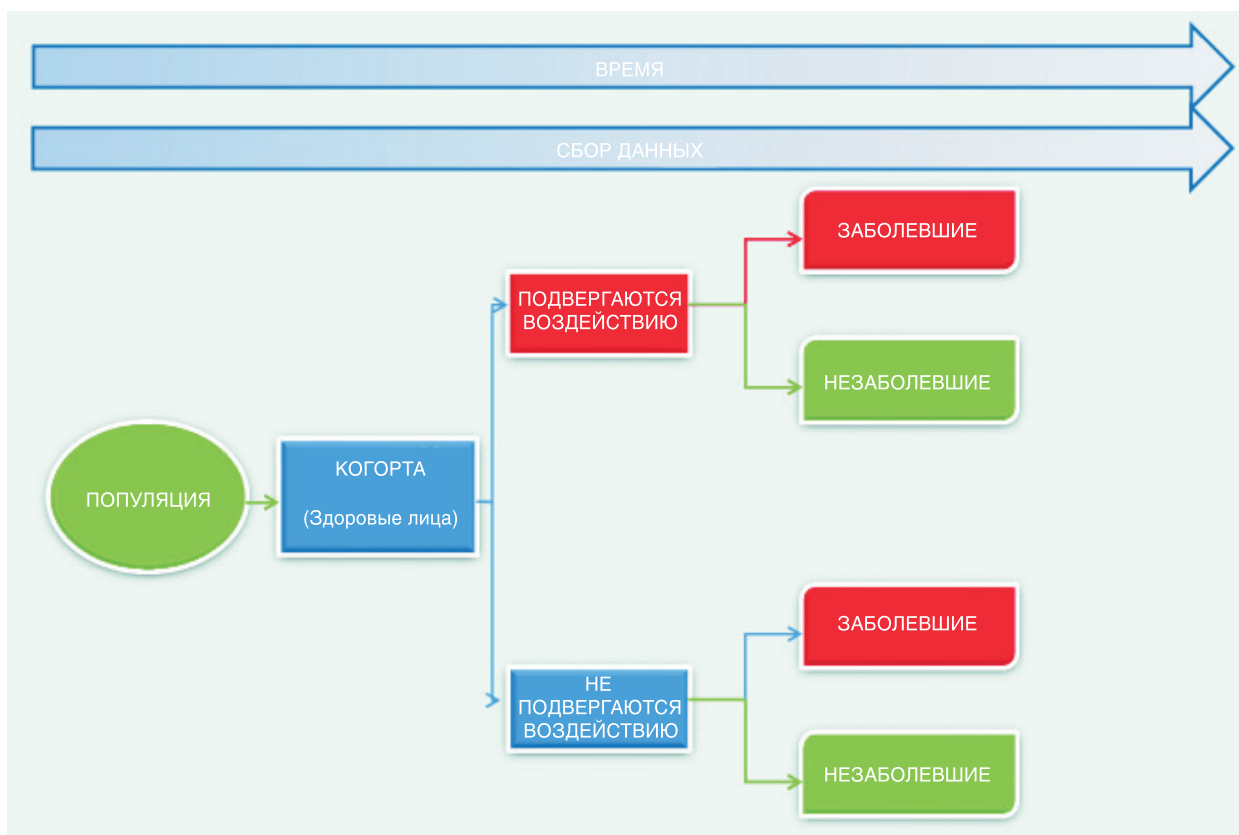 ВРЕМЯ
СБОР ДАННЫХ
ЗАБОЛЕВШИЕ
ПОДВЕРГАЮТСЯ
ВОЗДЕЙСТВИЮ
НЕЗАБОЛЕВШИЕ
КОГОРТА
(Здоровые лица)
ПОПУЛЯЦИЯ
ЗАБОЛЕВШИЕ
НЕ
ПОДВЕРГАЮТСЯ
ВОЗДЕЙСТВИЮ
НЕЗАБОЛЕВШИЕ